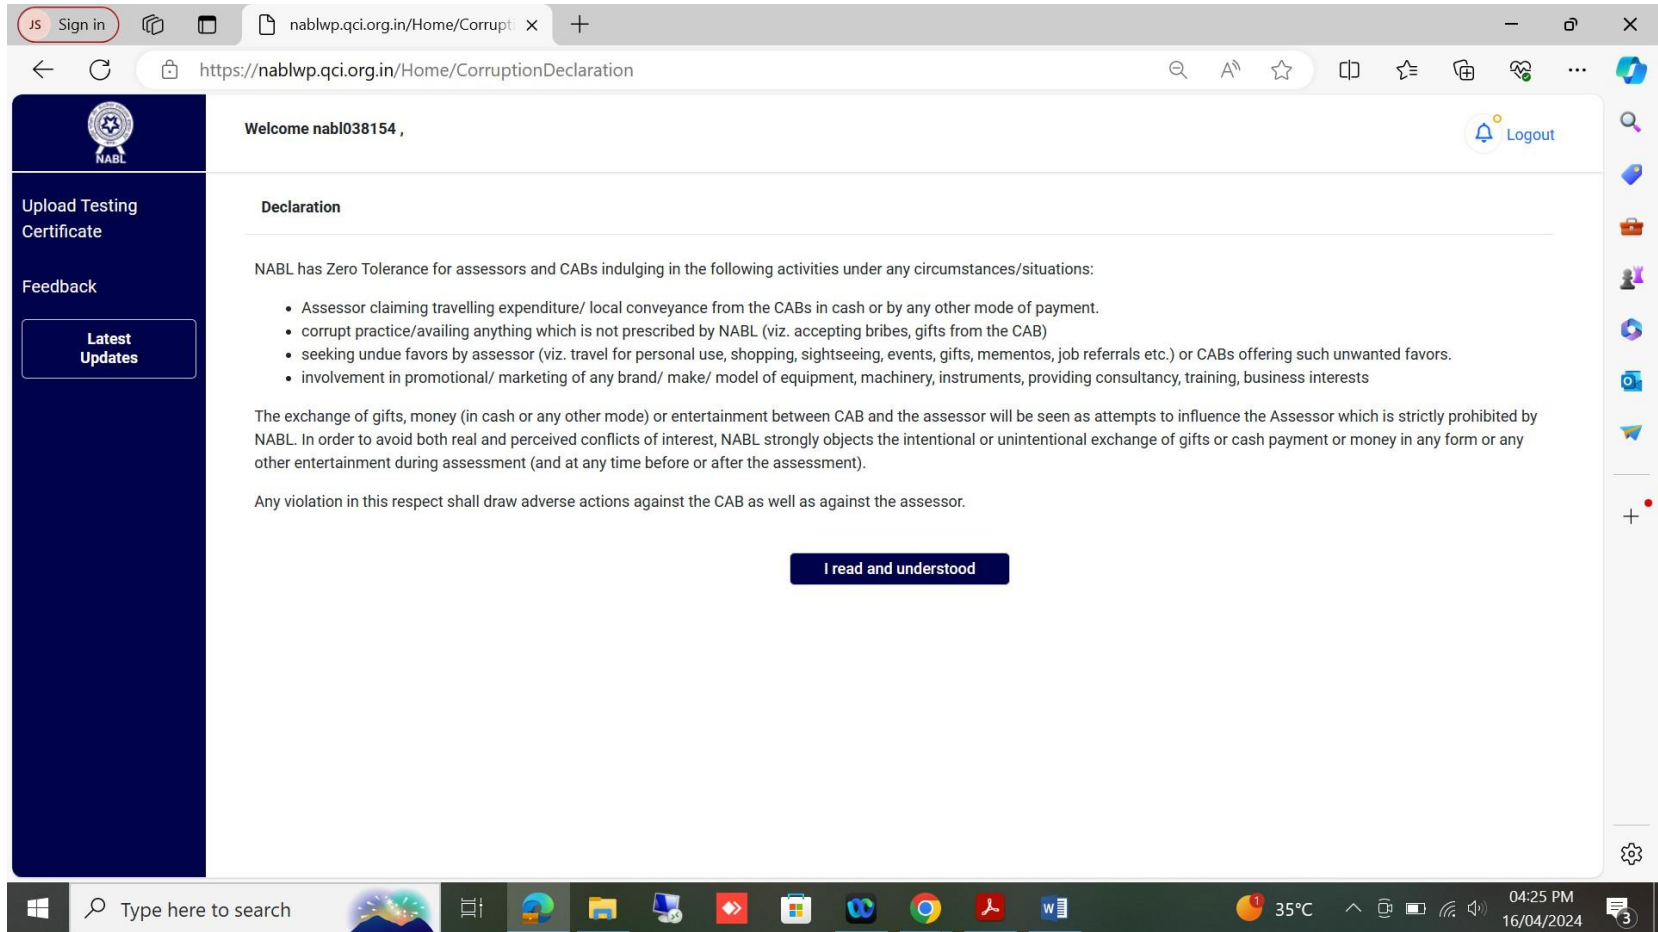 JS Sign in
nablwp.qci.org.in/Home/Corrupt
https://nablwp.qci.org.in/Home/CorruptionDeclaration
NABL
Welcome nabl038154 ,
Logout
Upload Testing
Certificate
Feedback
Latest
Updates
Declaration
NABL has Zero Tolerance for assessors and CABs indulging in the following activities under any circumstances/situations:
• Assessor claiming travelling expenditure/ local conveyance from the CABs in cash or by any other mode of payment.
• corrupt practice/availing anything which is not prescribed by NABL (viz. accepting bribes, gifts from the CAB)
• seeking undue favors by assessor (viz. travel for personal use, shopping, sightseeing, events, gifts, mementos, job referrals etc.) or CABs offering such unwanted favors.
• involvement in promotional/ marketing of any brand/ make/ model of equipment, machinery, instruments, providing consultancy, training, business interests
The exchange of gifts, money (in cash or any other mode) or entertainment between CAB and the assessor will be seen as attempts to influence the Assessor which is strictly prohibited by
NABL. In order to avoid both real and perceived conflicts of interest, NABL strongly objects the intentional or unintentional exchange of gifts or cash payment or money in any form or any
other entertainment during assessment (and at any time before or after the assessment).
Any violation in this respect shall draw adverse actions against the CAB as well as against the assessor.
I read and understood
Type here to search
1
35°C
04:25 PM
16/04/2024
3